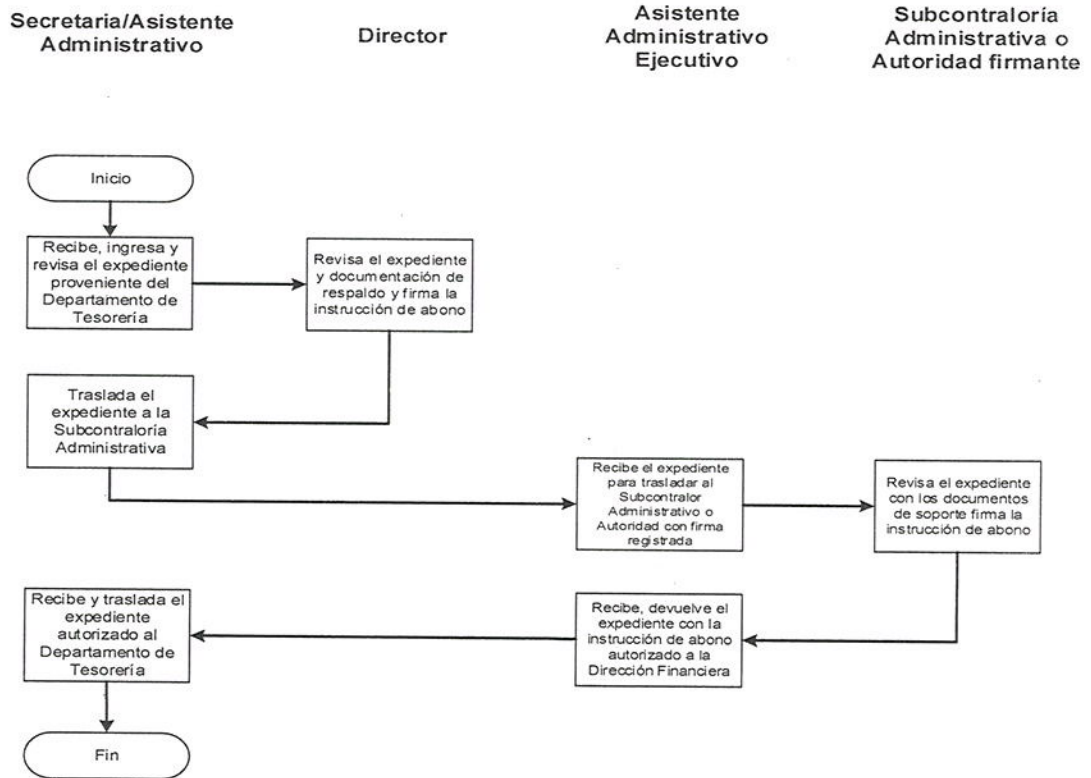 Secretaria/Asistente
Administrativo
Director
Asistente
Administrativo
Ejecutivo
Subcontraloría
Administrativa o
Autoridad firmante
Inicio
Recibe, ingresa y
revisa el expediente
proveniente del
Departamento de
Tesorería
Revisa el expediente
y documentación de
respaldo y firma la
instrucción de abono
Traslada el
expediente a la
Subcontraloría
Administrativa
Recibe el expediente
para trasladar al
Subcontralor
Administrativo o
Autoridad con firma
registrada
Revisa el expediente
con los documentos
de soporte firma la
instrucción de abono
Recibe, devuelve el
expediente con la
instrucción de abono
autorizado a la
Dirección Financiera
Recibe y traslada el
expediente
autorizado al
Departamento de
Tesorería
Fin